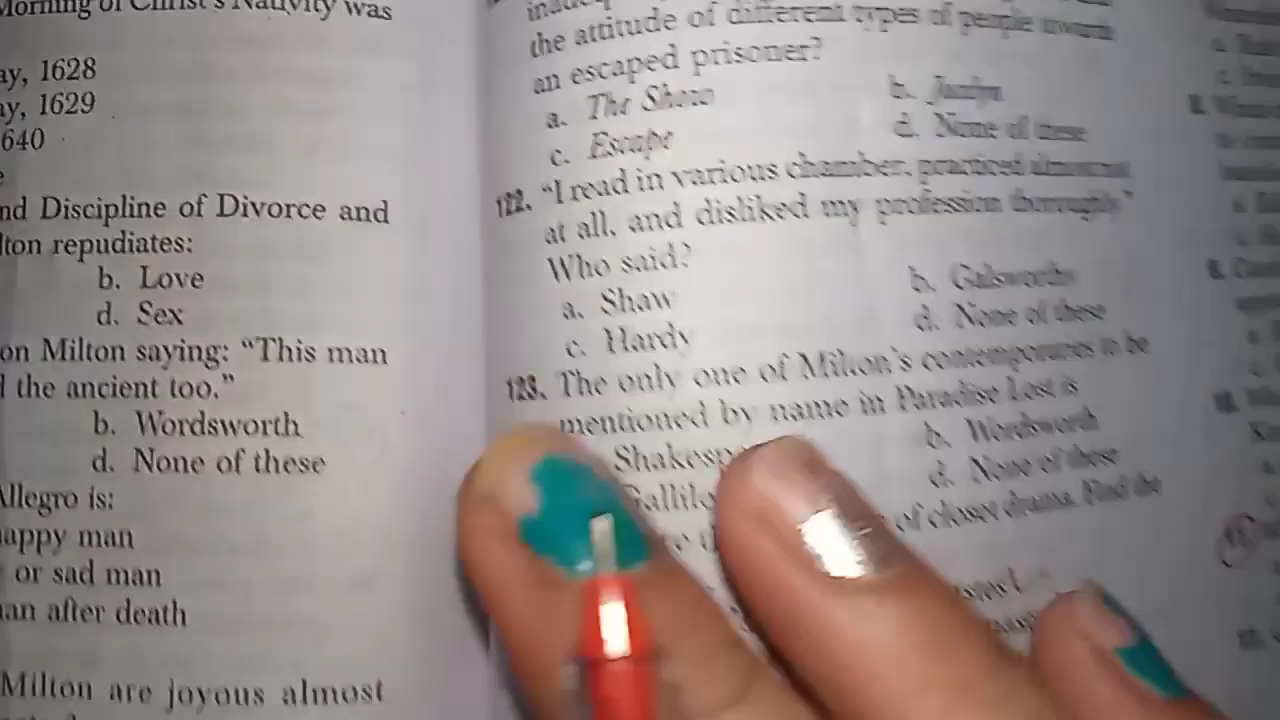 Morning of Christ's Nativity was
ay, 1628
ay, 1629
640
nd Discipline of Divorce and
lton repudiates:
b. Love
d. Sex
on Milton saying: "This man
l the ancient too."
b. Wordsworth
d. None of these
Allegro is:
appy man
or sad man
an after death
Milton are joyous almost
the attitude of different types of people towards
an escaped prisoner?
a. The Show
b.
c. Escape
d. None of these
122. "I read in various chamber, practiced almost not
at all, and disliked my profession thoroughly."
Who said?
a. Shaw
b. Galsworthy
c. Hardy
d. None of these
123. The only one of Milton's contemporaries to be
mentioned by name in Paradise Lost is
Shakespe
b. Wordsworth
Gallilo
d. None of these
of closet drama. Find the